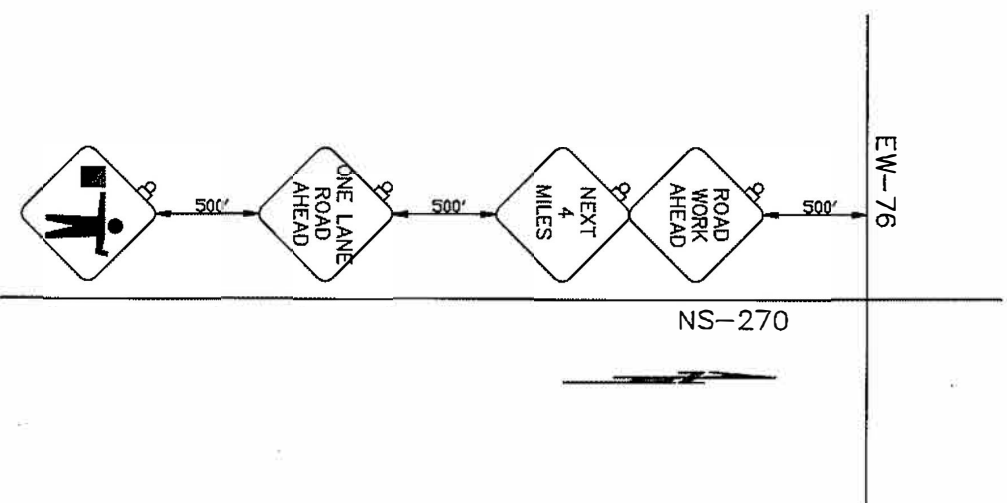 EW-76
500'
ROAD
WORK
AHEAD
NEXT
4
MILES
500'
ONE LANE
ROAD
AHEAD
500'
NS-270